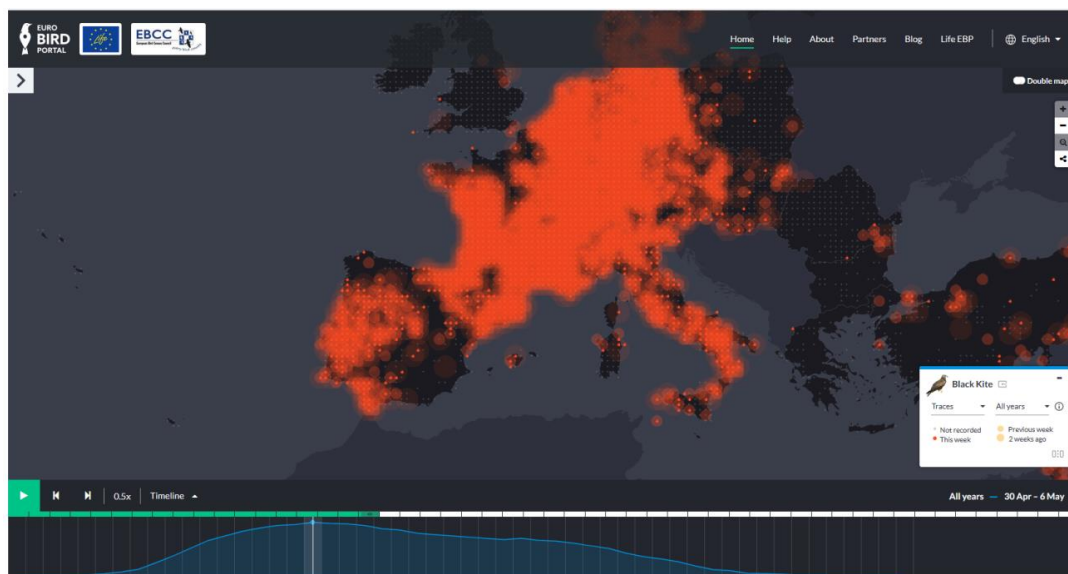 EURO
BIRD
PORTAL
EBCC
Home Help About Partners Blog Life EBP English
Double map
Black Kite
Traces All years
Not recorded Previous week
This week 2 weeks ago
0.5x Timeline All years — 30 Apr – 6 May